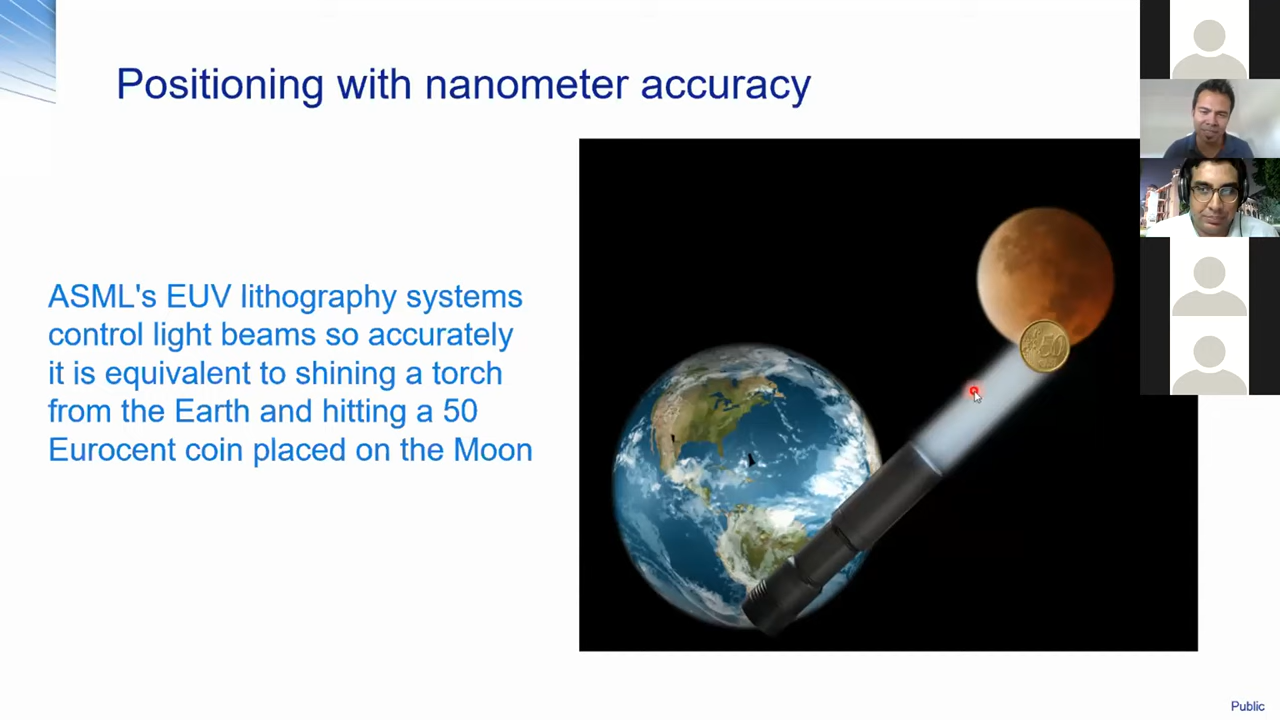 Positioning with nanometer accuracy
ASML's EUV lithography systems
control light beams so accurately
it is equivalent to shining a torch
from the Earth and hitting a 50
Eurocent coin placed on the Moon
50
Public